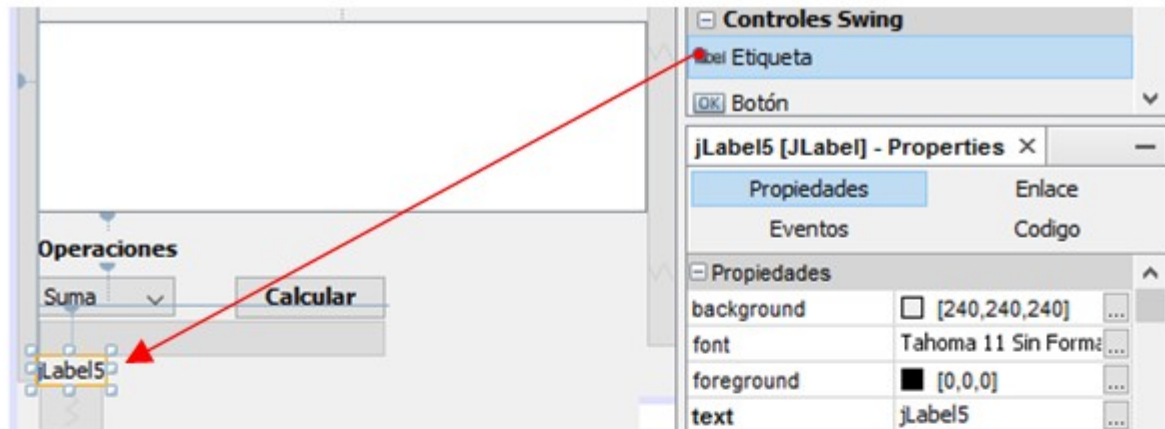 Controles Swing
Etiqueta
OK Botón
jLabel5 [JLabel] - Properties
Propiedades Enlace
Eventos Codigo
Propiedades
background [240,240,240] ...
font Tahoma 11 Sin Forma ...
foreground [0,0,0] ...
text jLabel5 ...
Operaciones
Suma Calcular
jLabel5